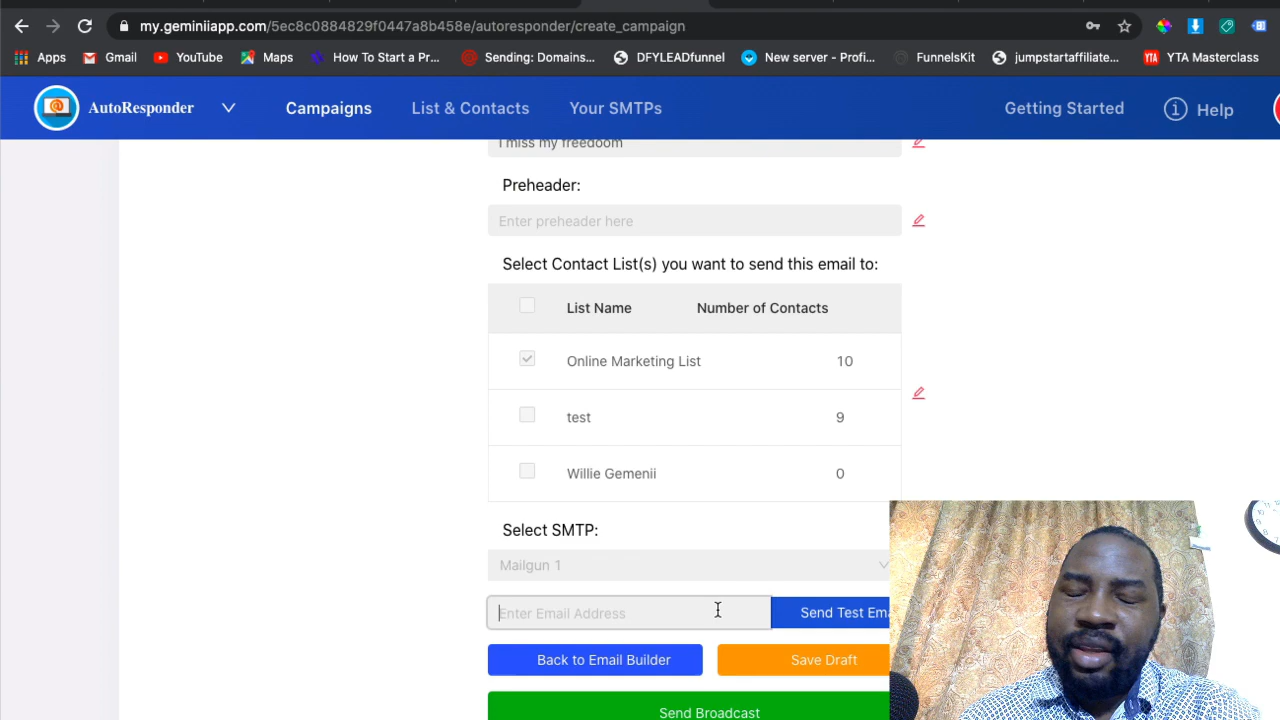 my.geminiiapp.com/5ec8c0884829f0447a8b458e/autoresponder/create_campaign
Apps Gmail YouTube Maps How To Start a Pr... Sending: Domains... DFYLEADfunnel New server - Profi... FunnelsKit jumpstartaffiliate... YTA Masterclass
AutoResponder Campaigns List & Contacts Your SMTPs Getting Started Help
I miss my freedoom
Preheader:
Enter preheader here
Select Contact List(s) you want to send this email to:
List Name Number of Contacts
Online Marketing List 10
test 9
Willie Gemenii 0
Select SMTP:
Mailgun 1
Enter Email Address Send Test Ema
Back to Email Builder Save Draft
Send Broadcast